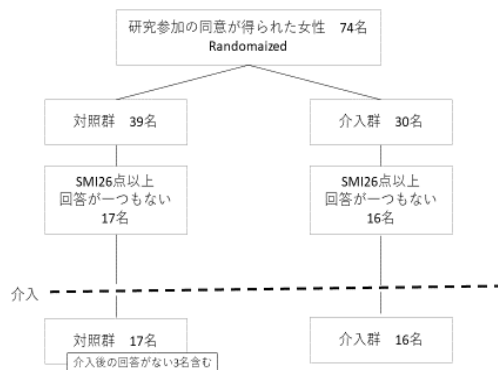 研究参加の同意が得られた女性 74名
Randomaized
対照群 39名
介入群 30名
SMI26点以上
回答が一つもない
17名
SMI26点以上
回答が一つもない
16名
介入
対照群 17名
介入群 16名
介入後の回答がない3名含む